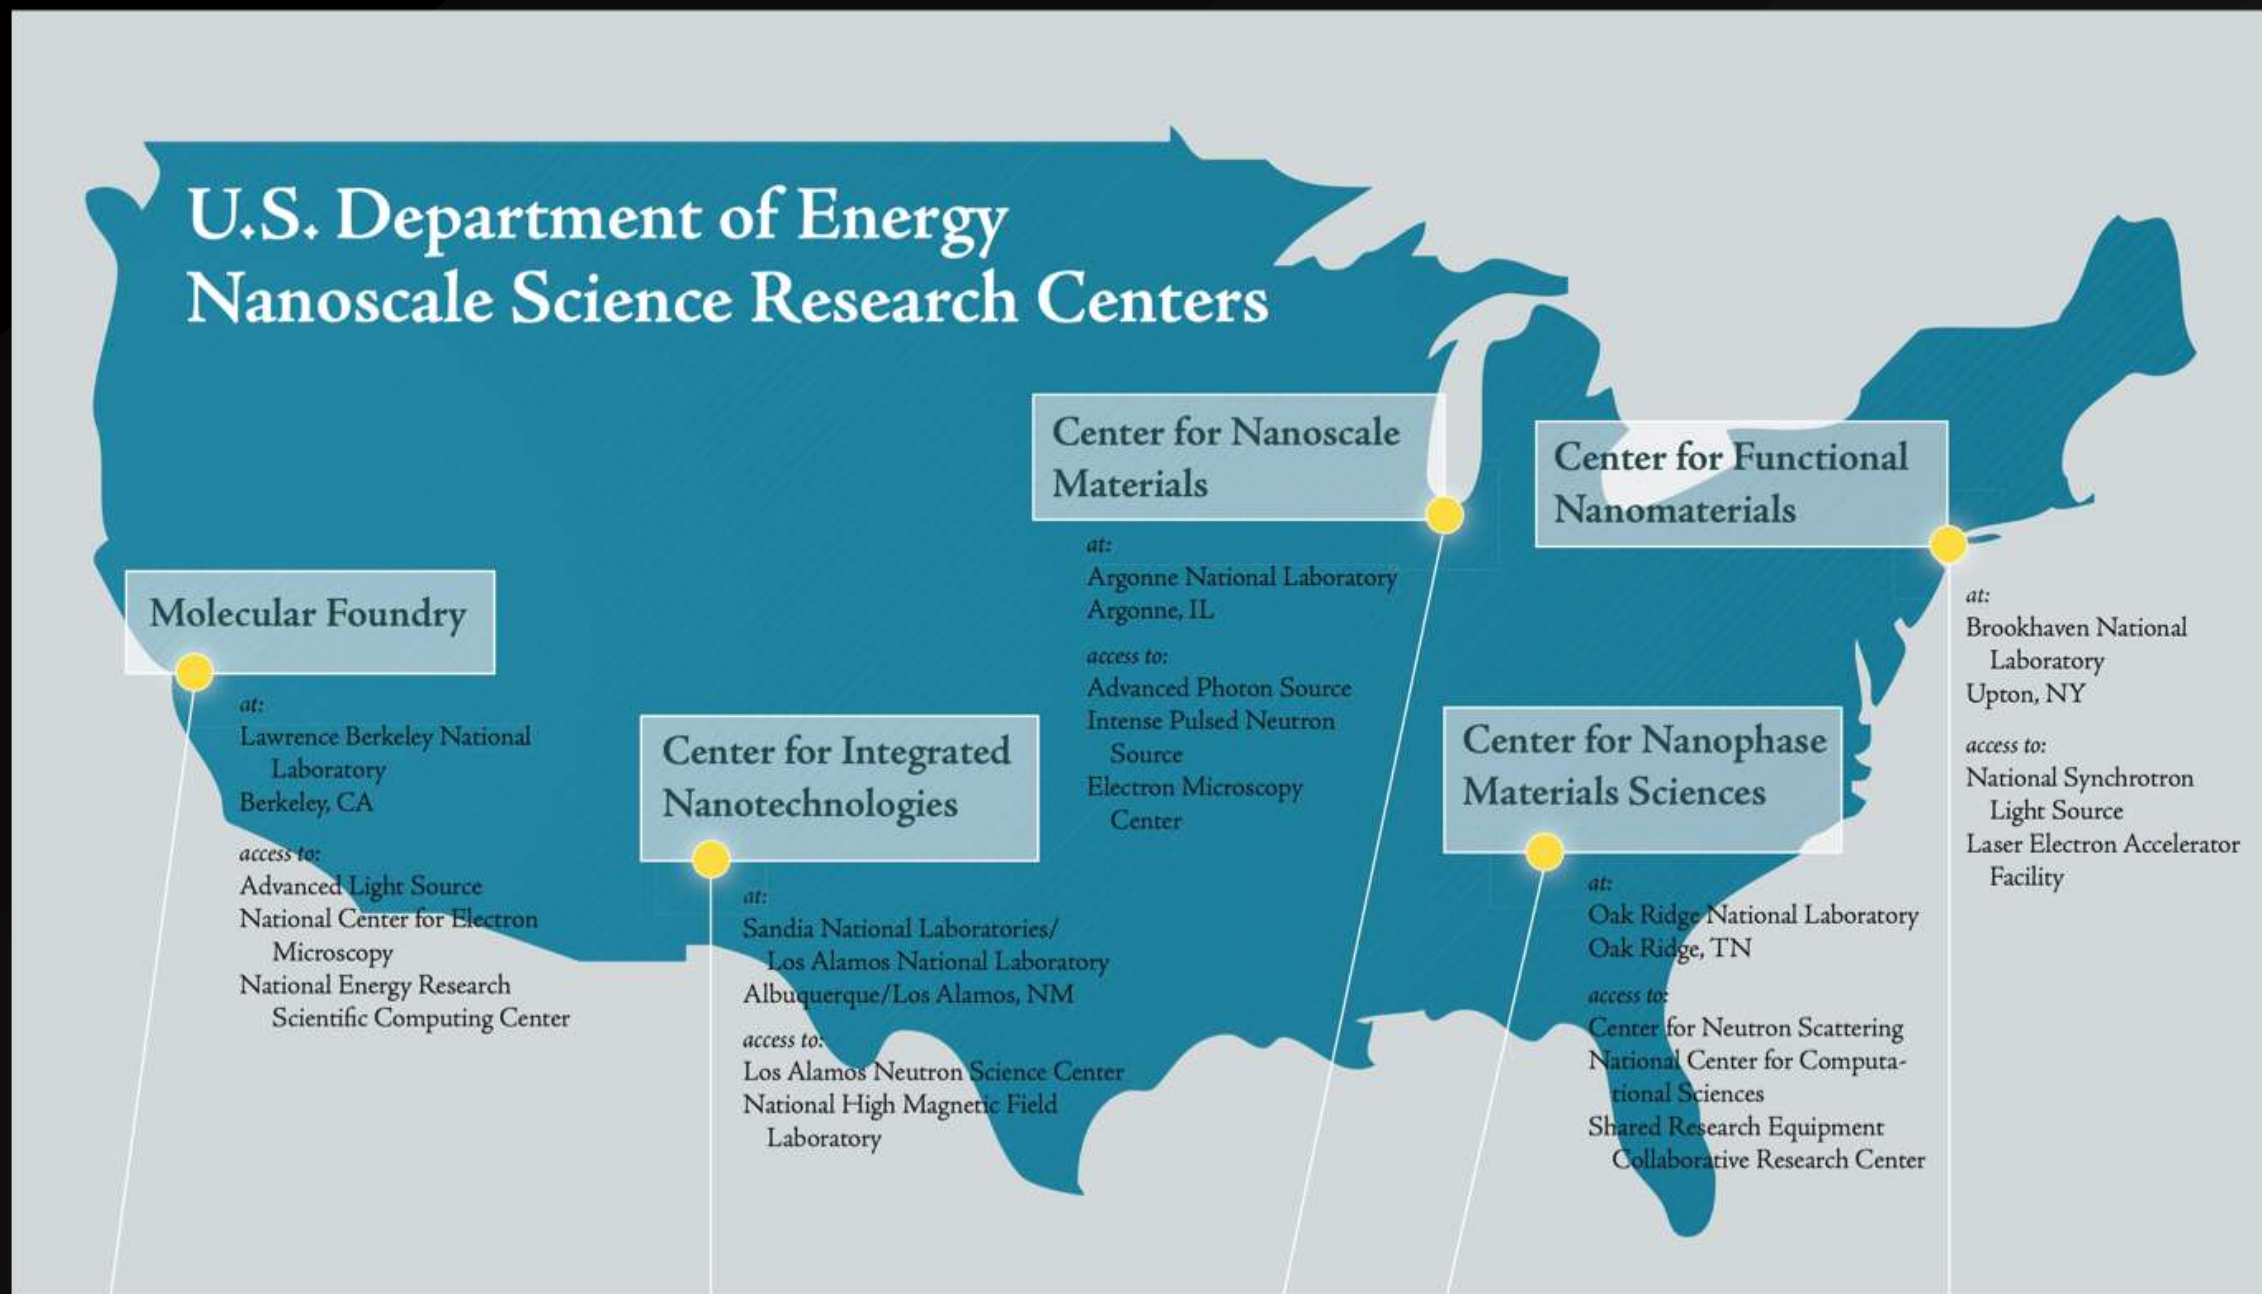 U.S. Department of Energy
Nanoscale Science Research Centers
Center for Nanoscale
Materials
at:
Argonne National Laboratory
Argonne, IL
access to:
Advanced Photon Source
Intense Pulsed Neutron
Source
Electron Microscopy
Center
Center for Functional
Nanomaterials
at:
Brookhaven National
Laboratory
Upton, NY
access to:
National Synchrotron
Light Source
Laser Electron Accelerator
Facility
Molecular Foundry
at:
Lawrence Berkeley National
Laboratory
Berkeley, CA
access to:
Advanced Light Source
National Center for Electron
Microscopy
National Energy Research
Scientific Computing Center
Center for Integrated
Nanotechnologies
at:
Sandia National Laboratories/
Los Alamos National Laboratory
Albuquerque/Los Alamos, NM
access to:
Los Alamos Neutron Science Center
National High Magnetic Field
Laboratory
Center for Nanophase
Materials Sciences
at:
Oak Ridge National Laboratory
Oak Ridge, TN
access to:
Center for Neutron Scattering
National Center for Computa-
tional Sciences
Shared Research Equipment
Collaborative Research Center